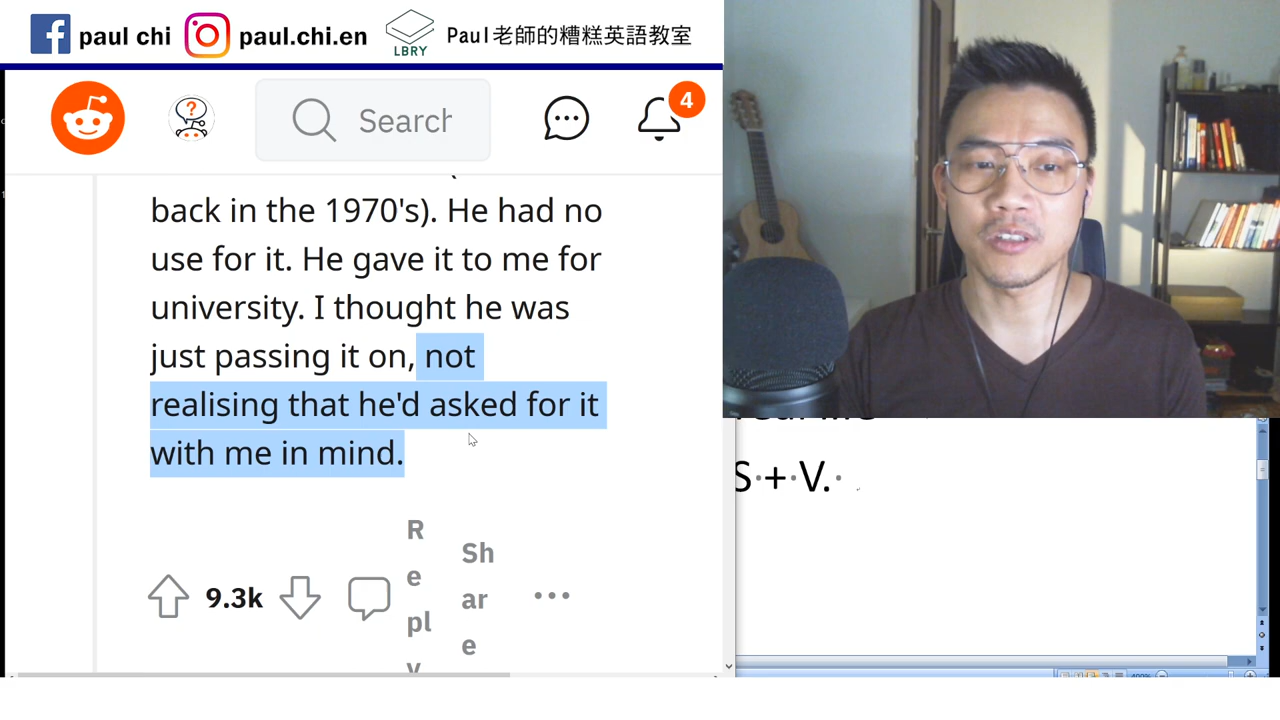 paul chi paul.chi.en LBRY Paul老師的糟糕英語教室
Search 4
back in the 1970's). He had no
use for it. He gave it to me for
university. I thought he was
just passing it on, not
realising that he'd asked for it
with me in mind.
9.3k
Reply
Share
S + V.